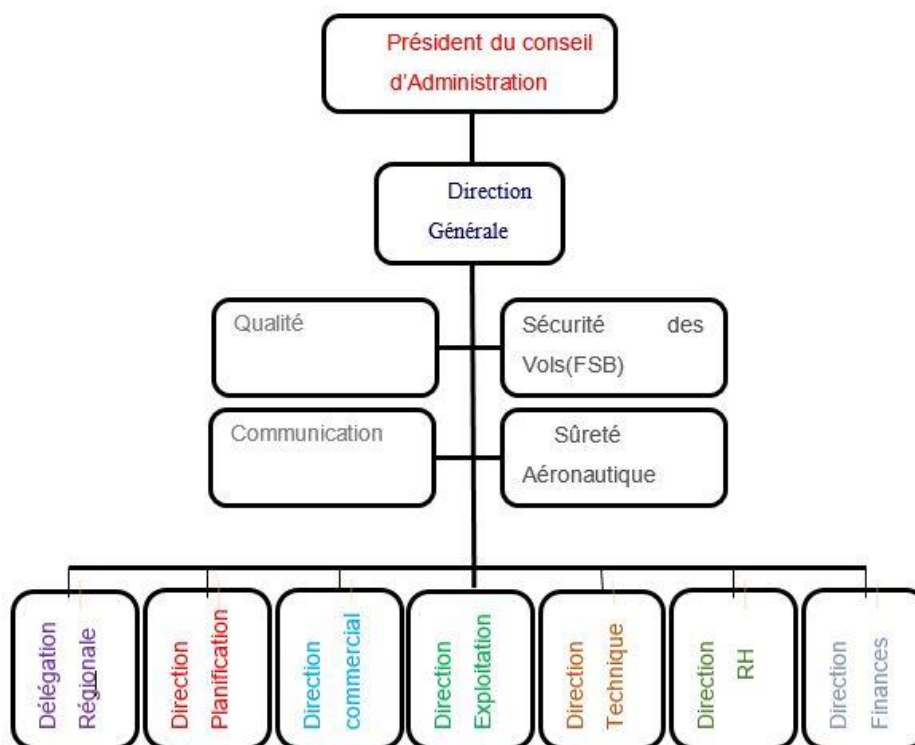 Président du conseil
d'Administration
Direction
Générale
Qualité
Sécurité des
Vols(FSB)
Communication
Sûreté
Aéronautique
Délégation
Régionale
Direction
Planification
Direction
commercial
Direction
Exploitation
Direction
Technique
Direction
RH
Direction
Finances